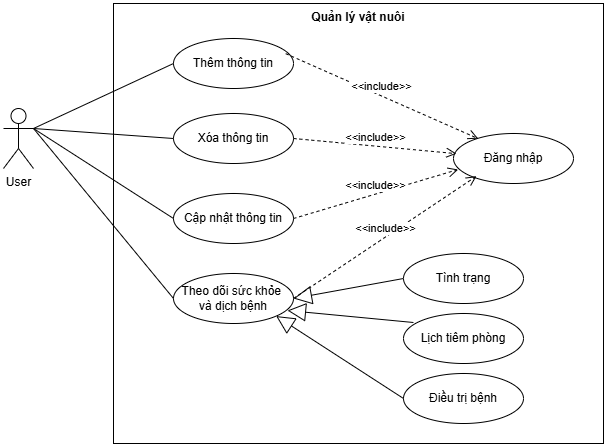 Quản lý vật nuôi
Thêm thông tin
<<include>>
Xóa thông tin
<<include>>
Đăng nhập
User
<<include>>
Cập nhật thông tin
<<include>>
Theo dõi sức khỏe
và dịch bệnh
Tình trạng
Lịch tiêm phòng
Điều trị bệnh